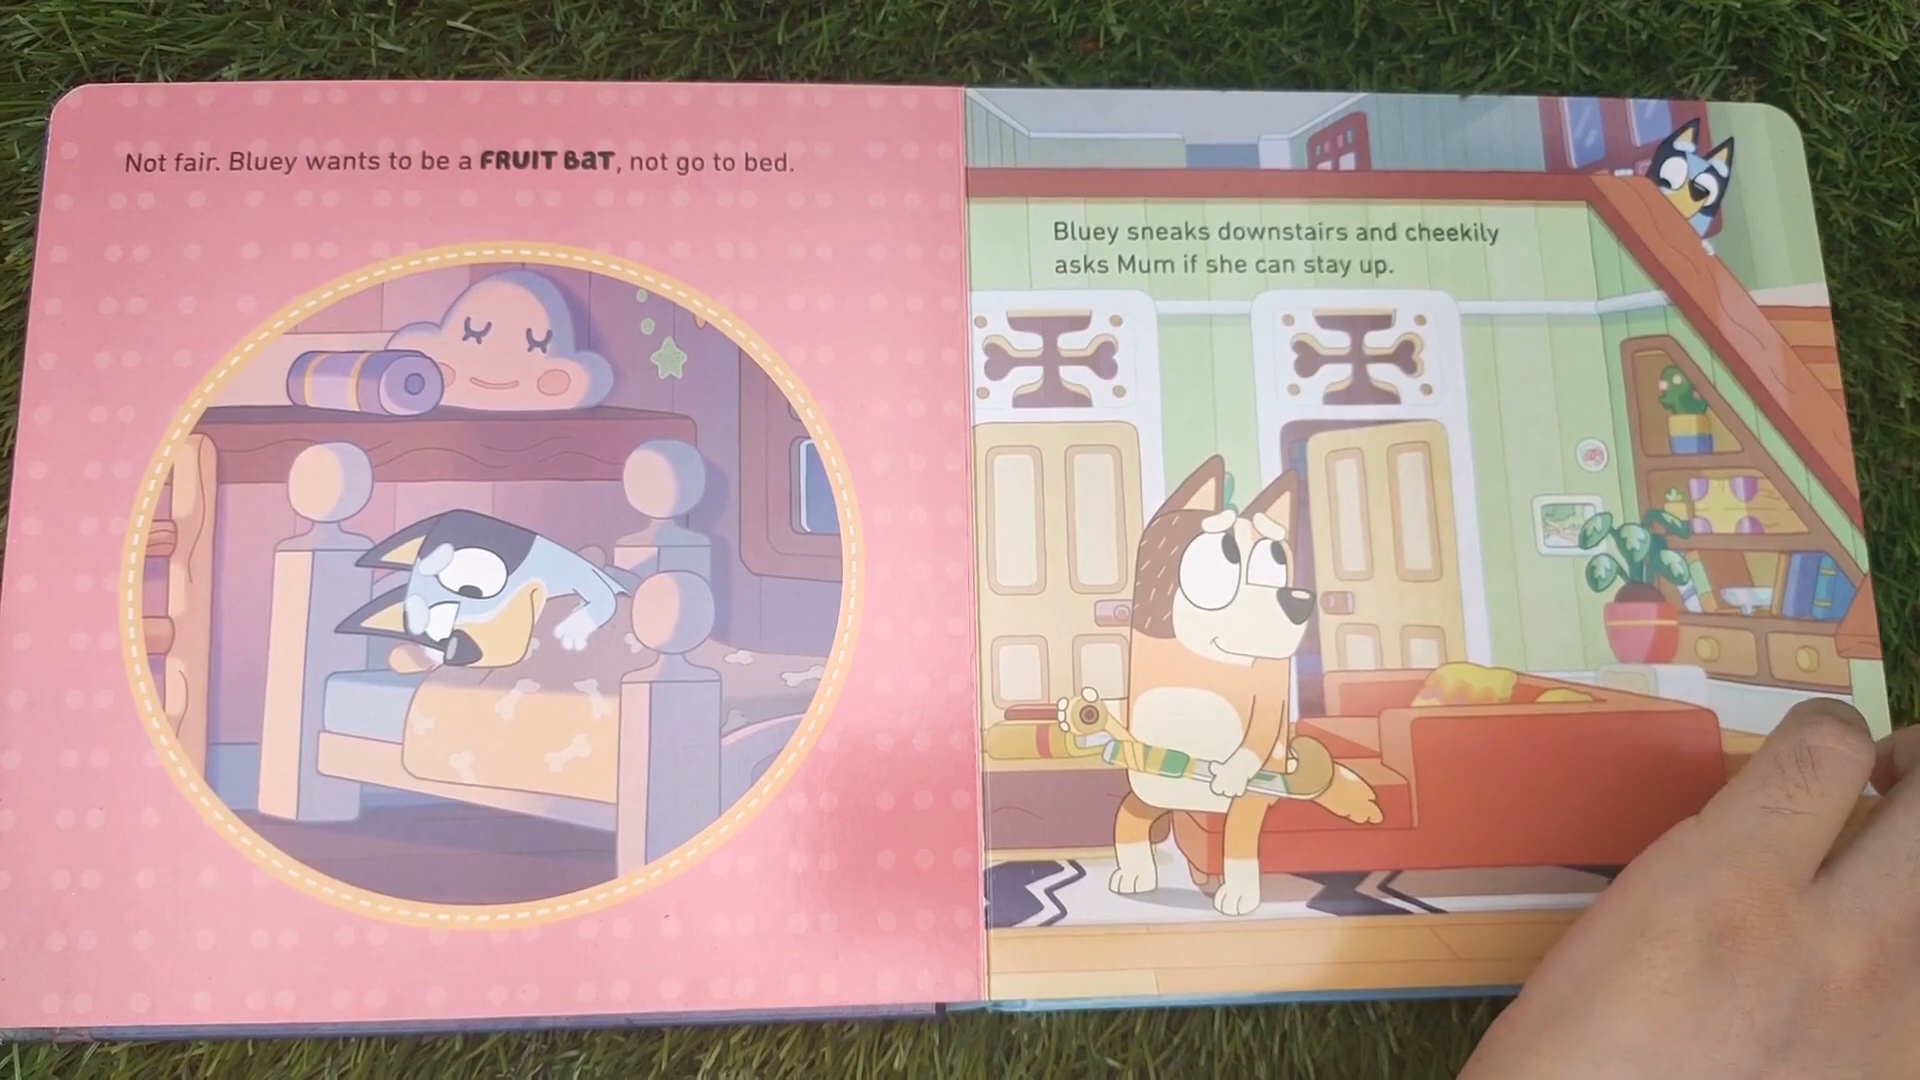 Not fair. Bluey wants to be a FRUIT BaT, not go to bed.
Bluey sneaks downstairs and cheekily
asks Mum if she can stay up.